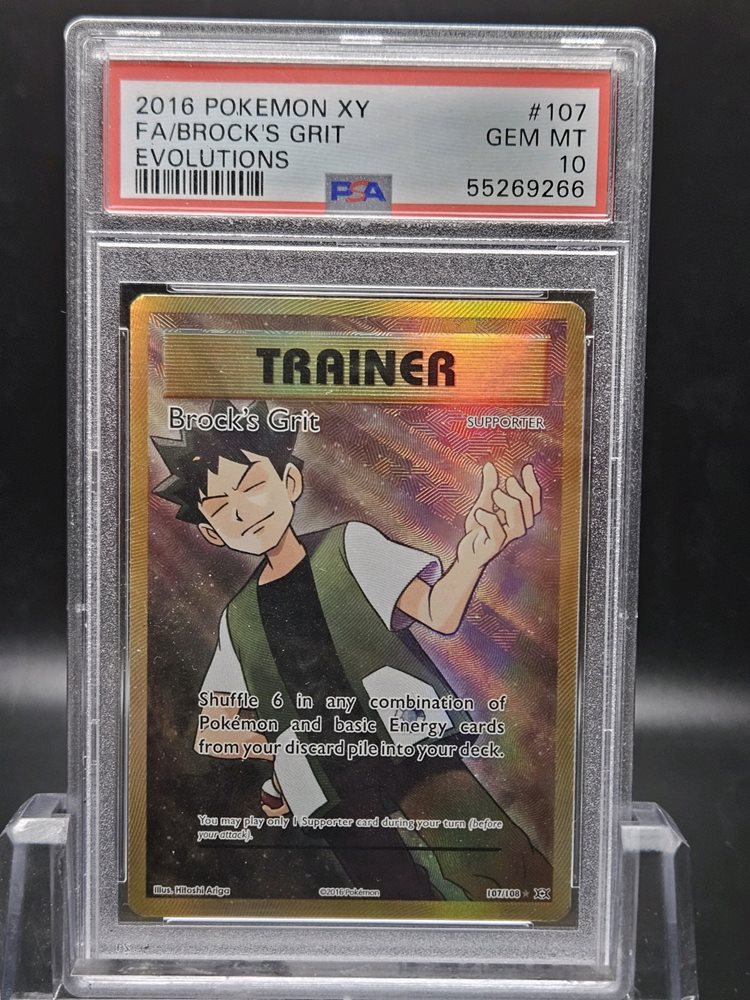 2016 POKEMON XY #107
FA/BROCK'S GRIT GEM MT
EVOLUTIONS 10
PSA 55269266
TRAINER
Brock's Grit SUPPORTER
Shuffle 6 in any combination of
Pokémon and basic Energy cards
from your discard pile into your deck.
You may play only 1 Supporter card during your turn (before
your attack).
Illus. Hitoshi Ariga ©2016 Pokémon 107/108 ★